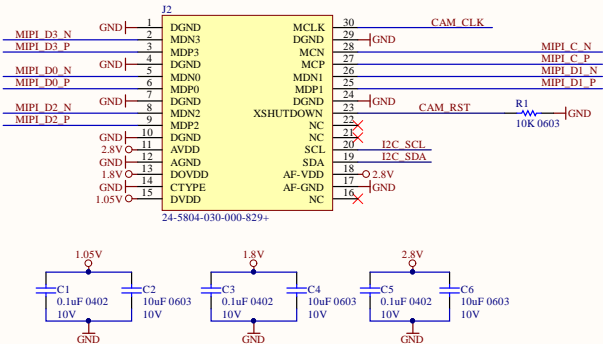 J2
GND 1 DGND MCLK 30 CAM_CLK
MIPI_D3_N 2 MDN3 DGND 29 GND
MIPI_D3_P 3 MDP3 MCN 28 MIPI_C_N
GND 4 DGND MCP 27 MIPI_C_P
MIPI_D0_N 5 MDN0 MDN1 26 MIPI_D1_N
MIPI_D0_P 6 MDP0 MDP1 25 MIPI_D1_P
GND 7 DGND DGND 24 GND
MIPI_D2_N 8 MDN2 XSHUTDOWN 23 CAM_RST R1 10K 0603 GND
MIPI_D2_P 9 MDP2 NC 22
GND 10 DGND NC 21
2.8V 11 AVDD SCL 20 I2C_SCL
GND 12 AGND SDA 19 I2C_SDA
1.8V 13 DOVDD AF-VDD 18 2.8V
GND 14 CTYPE AF-GND 17 GND
1.05V 15 DVDD NC 16
24-5804-030-000-829+
1.05V 1.8V 2.8V
C1 C2 C3 C4 C5 C6
0.1uF 0402 10uF 0603 0.1uF 0402 10uF 0603 0.1uF 0402 10uF 0603
10V 10V 10V 10V 10V 10V
GND GND GND